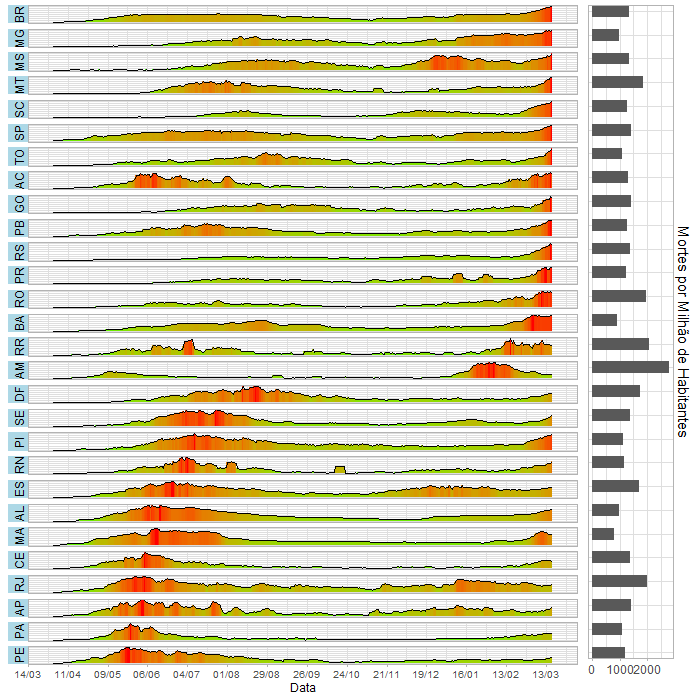 BR
MG
MS
MT
SC
SP
TO
AC
GO
PB
RS
PR
RO
BA
RR
AM
DF
SE
PI
RN
ES
AL
MA
CE
RJ
AP
PA
PE
14/03 11/04 09/05 06/06 04/07 01/08 29/08 26/09 24/10 21/11 19/12 16/01 13/02 13/03
Data
0 1000 2000
Mortes por Milhão de Habitantes